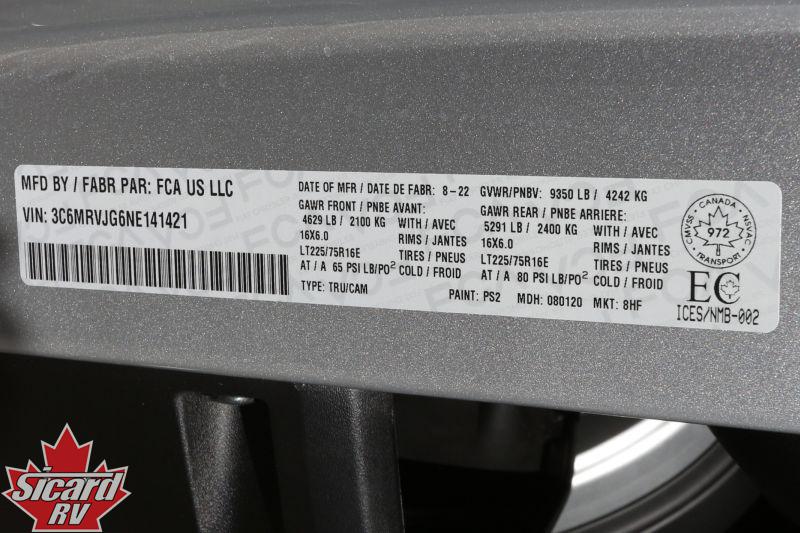 MFD BY / FABR PAR: FCA US LLC
DATE OF MFR / DATE DE FABR: 8-22 GVWR/PNBV: 9350 LB / 4242 KG
VIN: 3C6MRVJG6NE141421
GAWR FRONT / PNBE AVANT:
4629 LB / 2100 KG WITH / AVEC
16X6.0 RIMS / JANTES
LT225/75R16E TIRES / PNEUS
AT / A 65 PSI LB/PO² COLD / FROID
TYPE: TRU/CAM
GAWR REAR / PNBE ARRIERE:
5291 LB / 2400 KG WITH / AVEC
16X6.0 RIMS / JANTES
LT225/75R16E TIRES / PNEUS
AT / A 80 PSI LB/PO² COLD / FROID
PAINT: PS2 MDH: 080120 MKT: 8HF
CANADA
CMVSS
NSVAC
972
TRANSPORT
EC
ICES/NMB-002
Sicard
RV